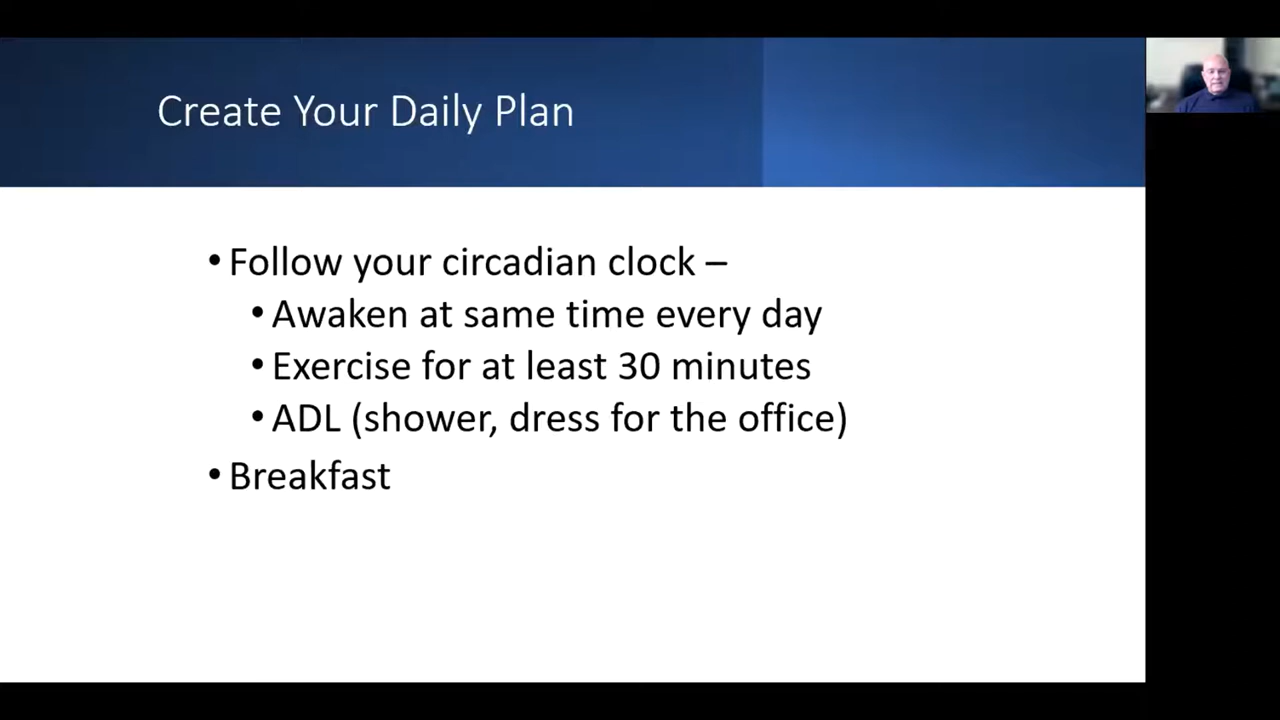 Create Your Daily Plan
• Follow your circadian clock –
• Awaken at same time every day
• Exercise for at least 30 minutes
• ADL (shower, dress for the office)
• Breakfast